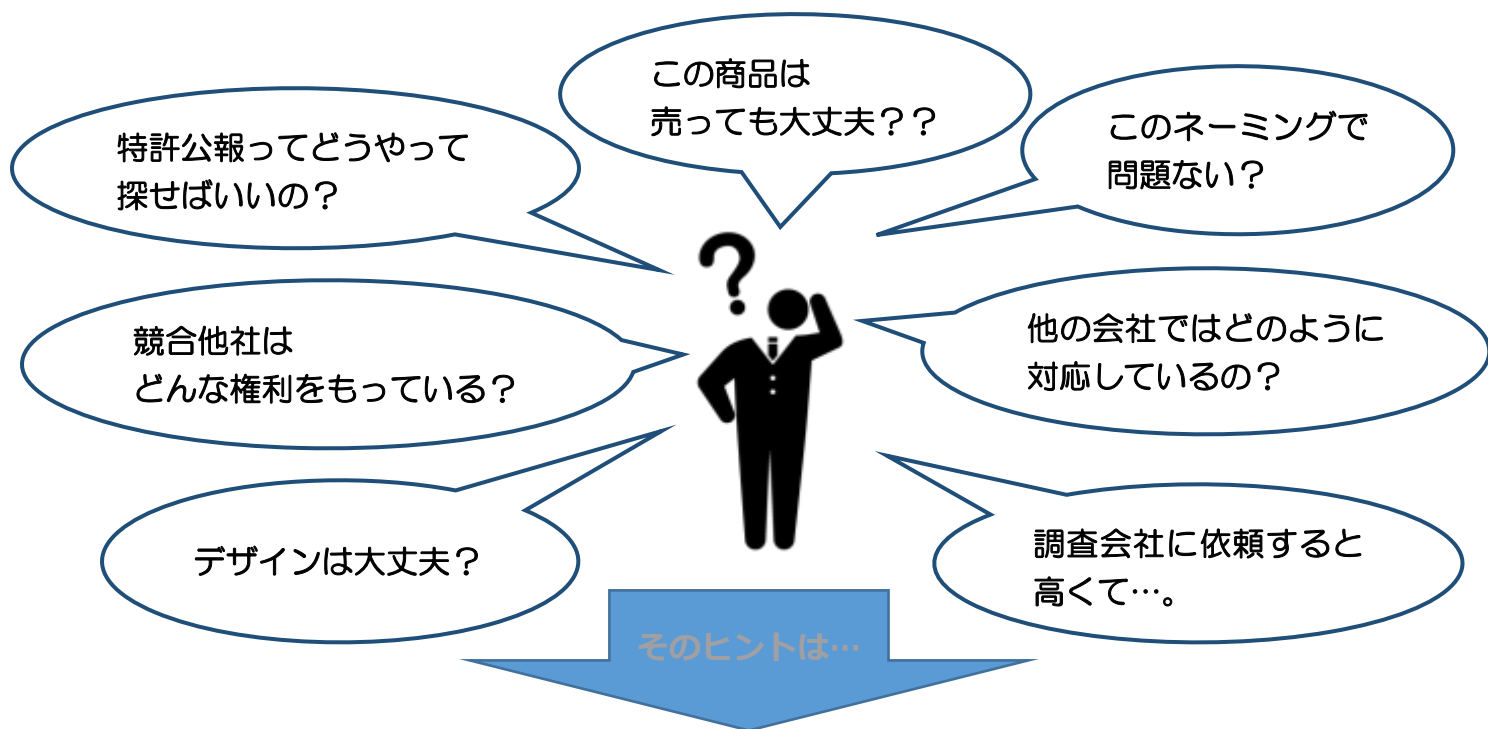 この商品は
売っても大丈夫？？
特許公報ってどうやって
探せばいいの？
このネーミングで
問題ない？
競合他社は
どんな権利をもっている？
他の会社ではどのように
対応しているの？
デザインは大丈夫？
調査会社に依頼すると
高くて…。
そのヒントは…